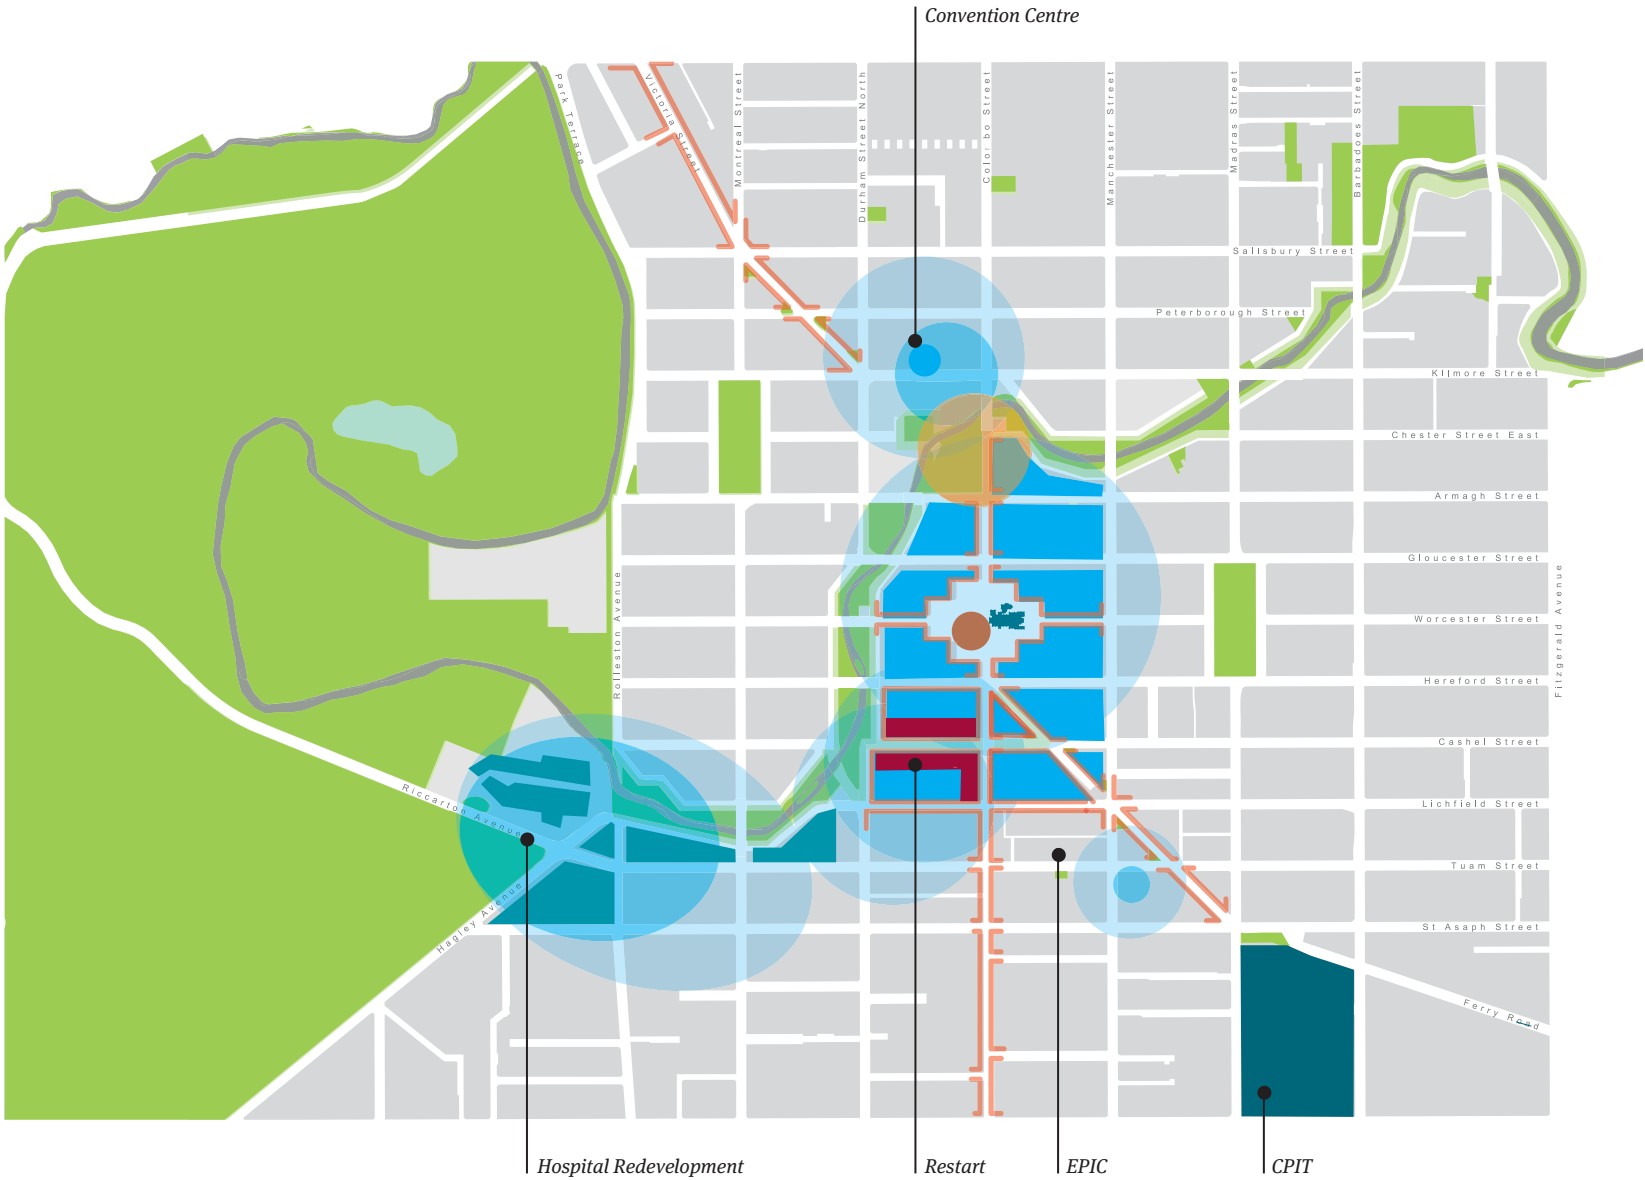 Convention Centre
Park Terrace
Victoria Street
Montreal Street
Durham Street North
Colombo Street
Manchester Street
Madras Street
Barbadoes Street
Salisbury Street
Peterborough Street
Kilmore Street
Chester Street East
Armagh Street
Gloucester Street
Rolleston Avenue
Fitzgerald Avenue
Worcester Street
Hereford Street
Cashel Street
Riccarton Avenue
Lichfield Street
Tuam Street
Hagley Avenue
St Asaph Street
Ferry Road
Hospital Redevelopment
Restart
EPIC
CPIT